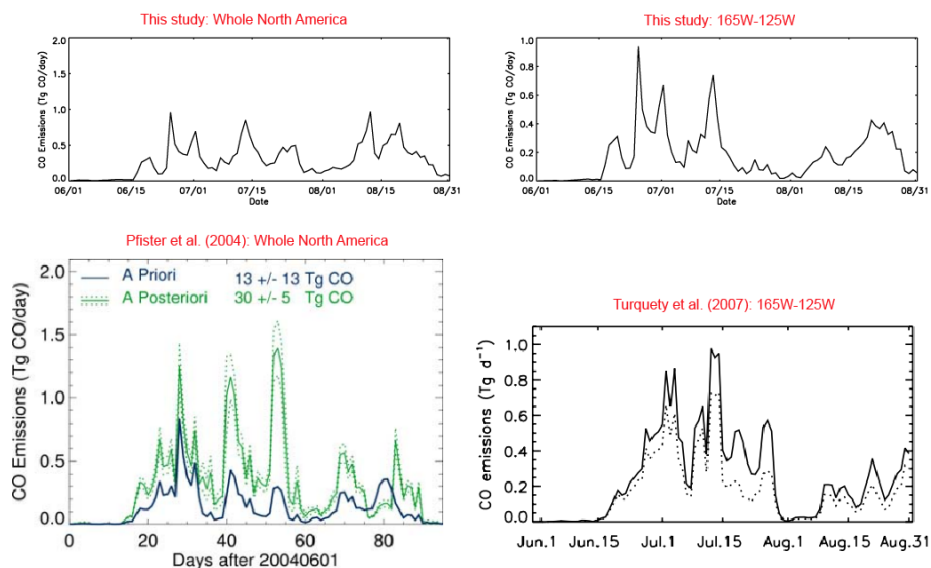 This study: Whole North America
2.0
1.5
1.0
0.5
0.0
CO Emissions (Tg CO/day)
06/01 06/15 07/01 07/15 08/01 08/15 08/31
Date
This study: 165W-125W
1.0
0.8
0.6
0.4
0.2
0.0
CO Emissions (Tg CO/day)
06/01 06/15 07/01 07/15 08/01 08/15 08/31
Date
Pfister et al. (2004): Whole North America
A Priori 13 +/- 13 Tg CO
A Posteriori 30 +/- 5 Tg CO
2.0
1.5
1.0
0.5
0.0
CO Emissions (Tg CO/day)
0 20 40 60 80
Days after 20040601
Turquety et al. (2007): 165W-125W
1.0
0.8
0.6
0.4
0.2
0.0
CO emissions (Tg d⁻¹)
Jun.1 Jun.15 Jul.1 Jul.15 Aug.1 Aug.15 Aug.31